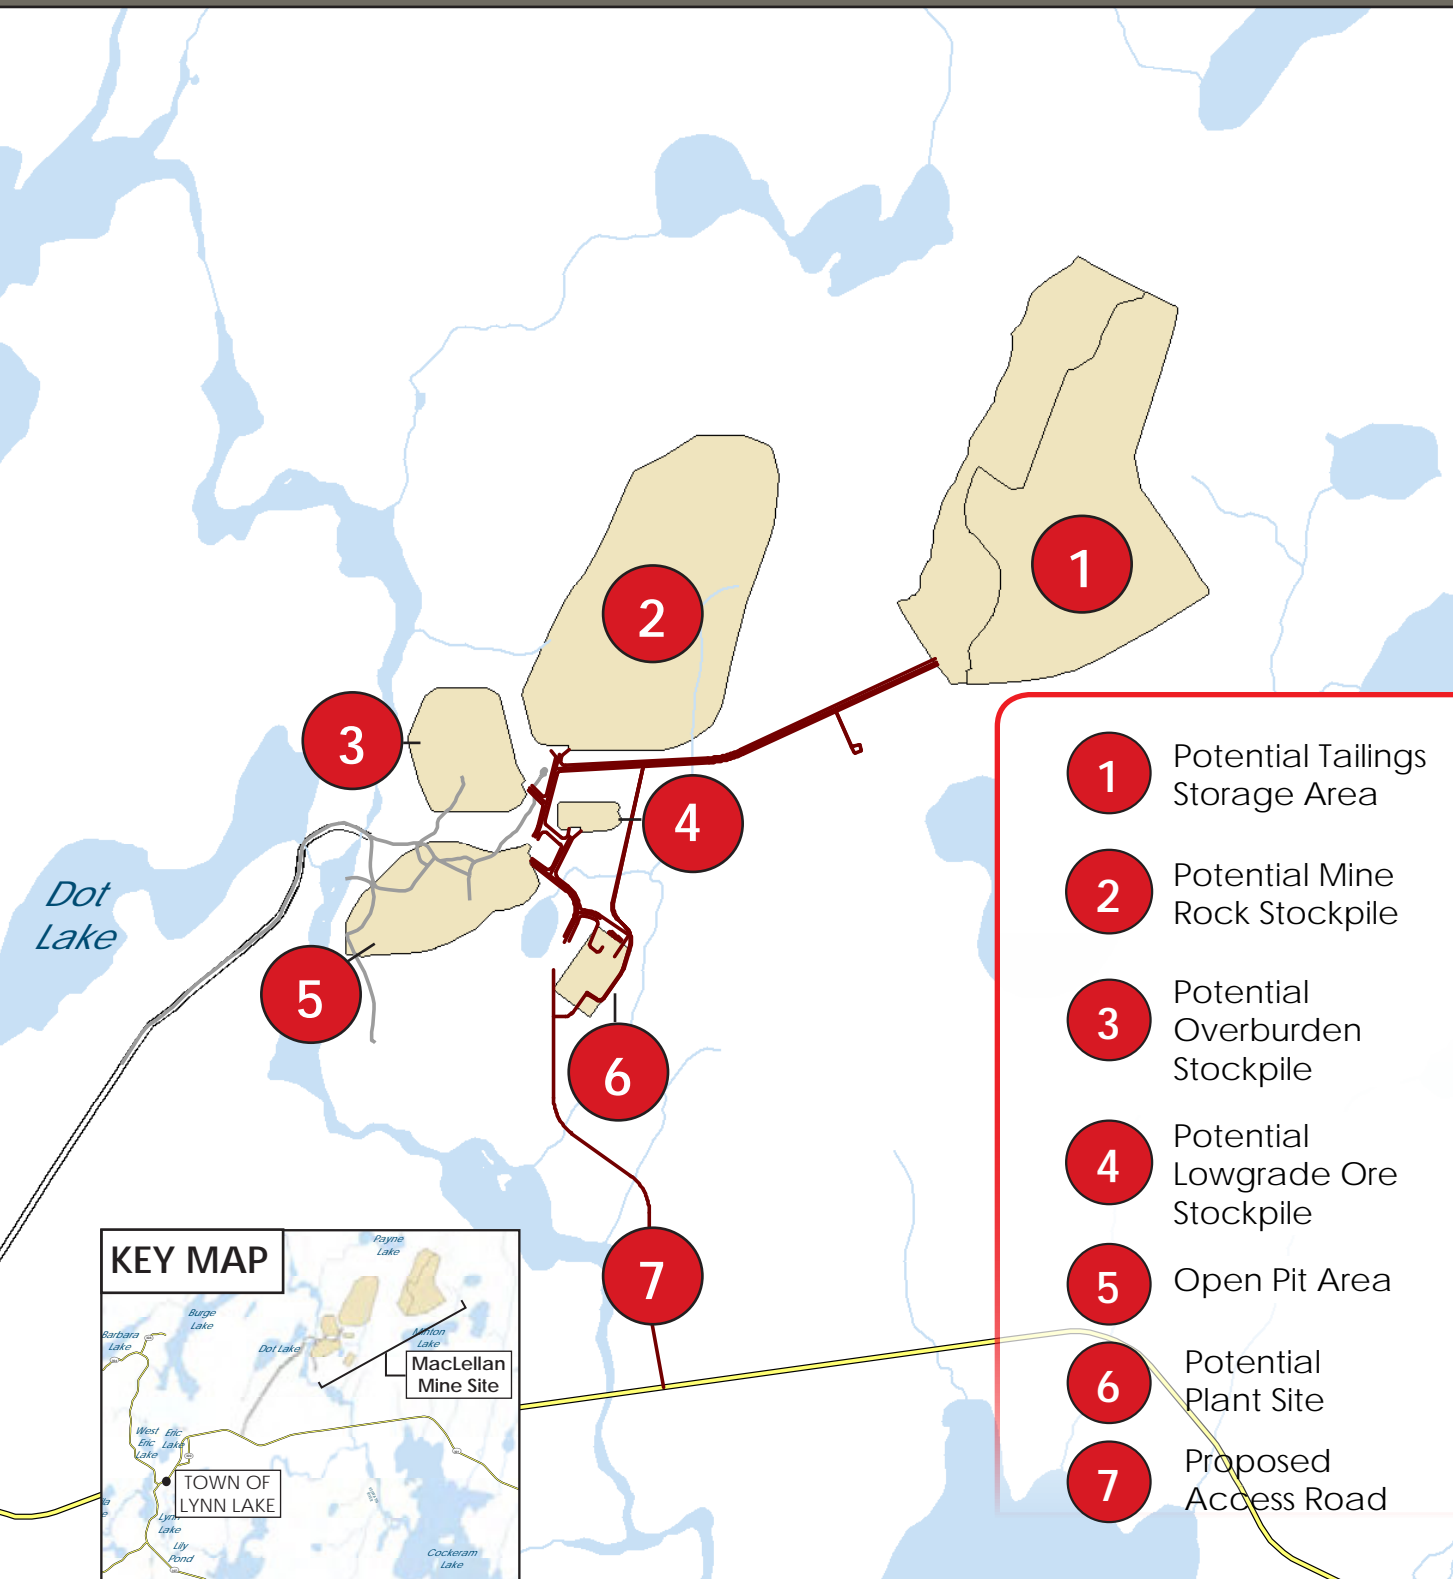 1
2
3
4
5
6
7
Dot
Lake
1
Potential Tailings
Storage Area
2
Potential Mine
Rock Stockpile
3
Potential
Overburden
Stockpile
4
Potential
Lowgrade Ore
Stockpile
5
Open Pit Area
6
Potential
Plant Site
7
Proposed
Access Road
KEY MAP
Payne
Lake
Burge
Lake
Barbara
Lake
Dot Lake
Minton
Lake
MacLellan
Mine Site
West
Eric
Lake
Eric
Lake
TOWN OF
LYNN LAKE
Lynn
Lake
Lily
Pond
Cockeram
Lake